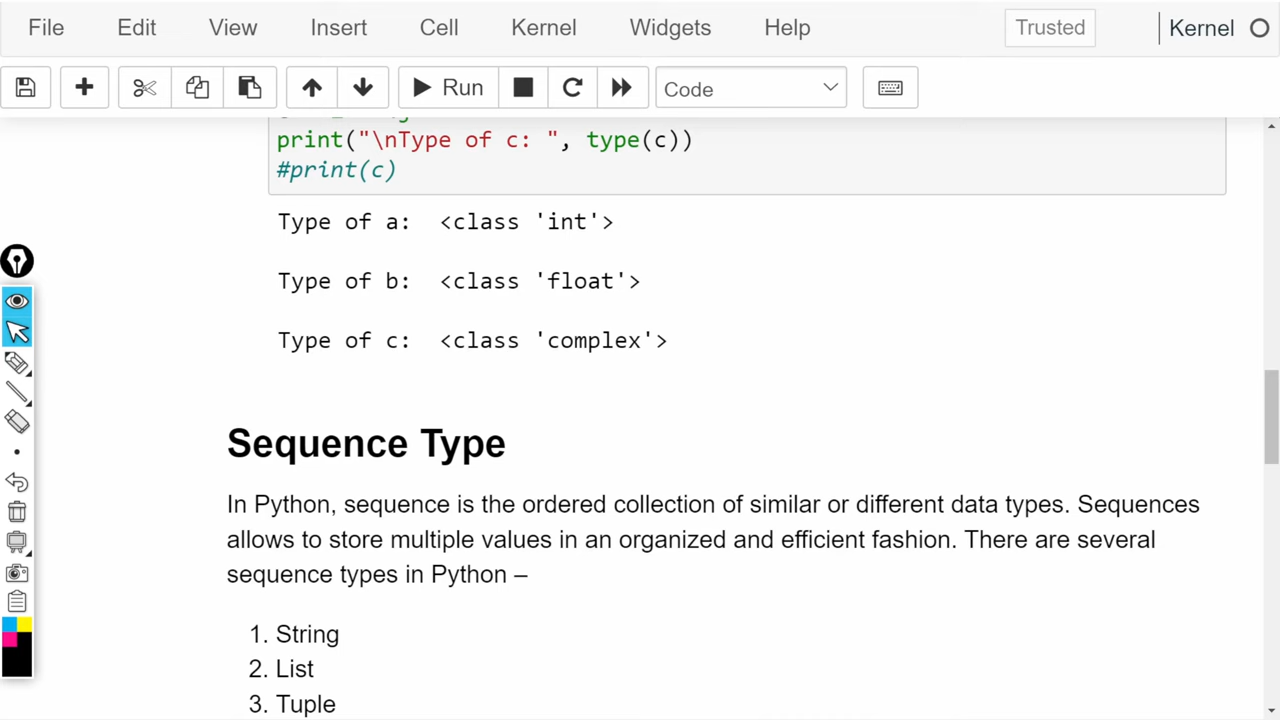 File Edit View Insert Cell Kernel Widgets Help Trusted Kernel
Run Code
print("\nType of c: ", type(c))
#print(c)
Type of a:  <class 'int'>
Type of b:  <class 'float'>
Type of c:  <class 'complex'>
Sequence Type
In Python, sequence is the ordered collection of similar or different data types. Sequences
allows to store multiple values in an organized and efficient fashion. There are several
sequence types in Python –
1. String
2. List
3. Tuple